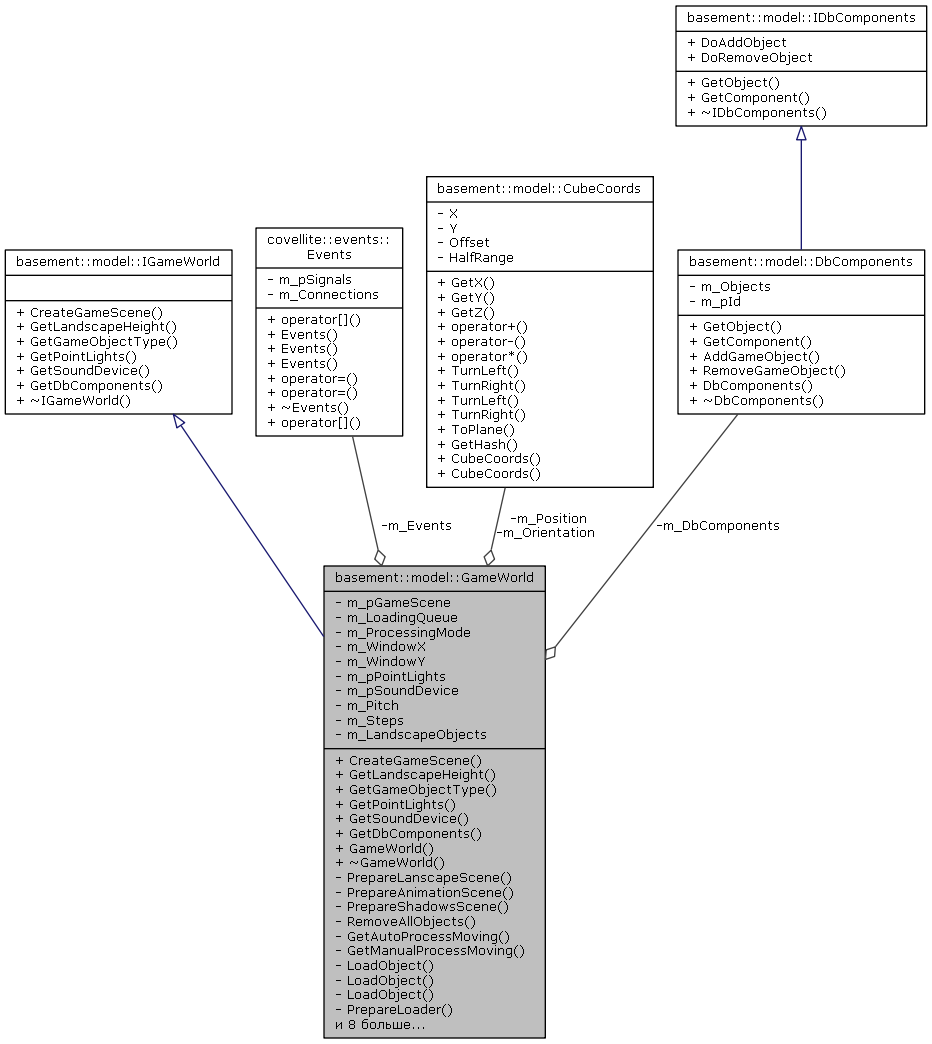 basement::model::IDbComponents
+ DoAddObject
+ DoRemoveObject
+ GetObject()
+ GetComponent()
+ ~IDbComponents()
basement::model::CubeCoords
- X
- Y
- Offset
- HalfRange
+ GetX()
+ GetY()
+ GetZ()
+ operator+()
+ operator-()
+ operator*()
+ TurnLeft()
+ TurnRight()
+ TurnLeft()
+ TurnRight()
+ ToPlane()
+ GetHash()
+ CubeCoords()
+ CubeCoords()
covellite::events::
Events
- m_pSignals
- m_Connections
+ operator[]()
+ Events()
+ Events()
+ Events()
+ operator=()
+ operator=()
+ ~Events()
+ operator[]()
basement::model::IGameWorld
+ CreateGameScene()
+ GetLandscapeHeight()
+ GetGameObjectType()
+ GetPointLights()
+ GetSoundDevice()
+ GetDbComponents()
+ ~IGameWorld()
basement::model::DbComponents
- m_Objects
- m_pId
+ GetObject()
+ GetComponent()
+ AddGameObject()
+ RemoveGameObject()
+ DbComponents()
+ ~DbComponents()
-m_Events
-m_Position
-m_Orientation
-m_DbComponents
basement::model::GameWorld
- m_pGameScene
- m_LoadingQueue
- m_ProcessingMode
- m_WindowX
- m_WindowY
- m_pPointLights
- m_pSoundDevice
- m_Pitch
- m_Steps
- m_LandscapeObjects
+ CreateGameScene()
+ GetLandscapeHeight()
+ GetGameObjectType()
+ GetPointLights()
+ GetSoundDevice()
+ GetDbComponents()
+ GameWorld()
+ ~GameWorld()
- PrepareLanscapeScene()
- PrepareAnimationScene()
- PrepareShadowsScene()
- RemoveAllObjects()
- GetAutoProcessMoving()
- GetManualProcessMoving()
- LoadObject()
- LoadObject()
- LoadObject()
- PrepareLoader()
и 8 больше...